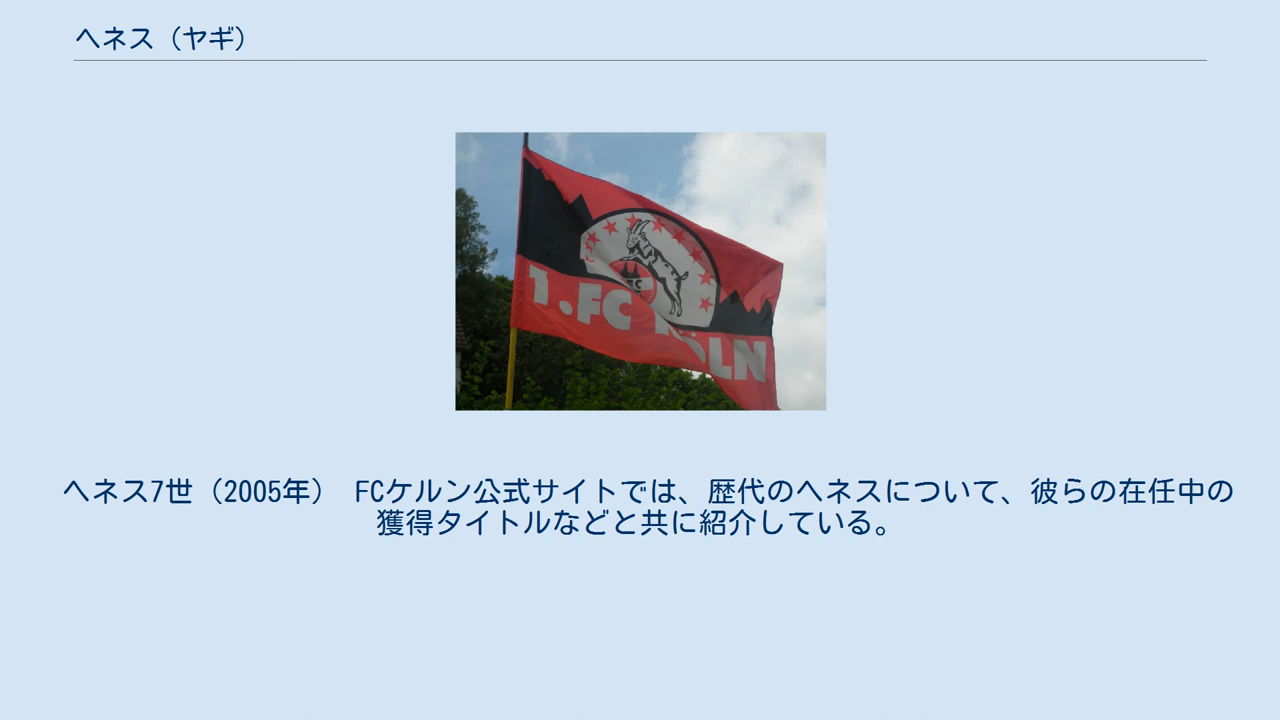 ヘネス（ヤギ）
1.FC KÖLN
FC
ヘネス7世（2005年） FCケルン公式サイトでは、歴代のヘネスについて、彼らの在任中の
獲得タイトルなどと共に紹介している。